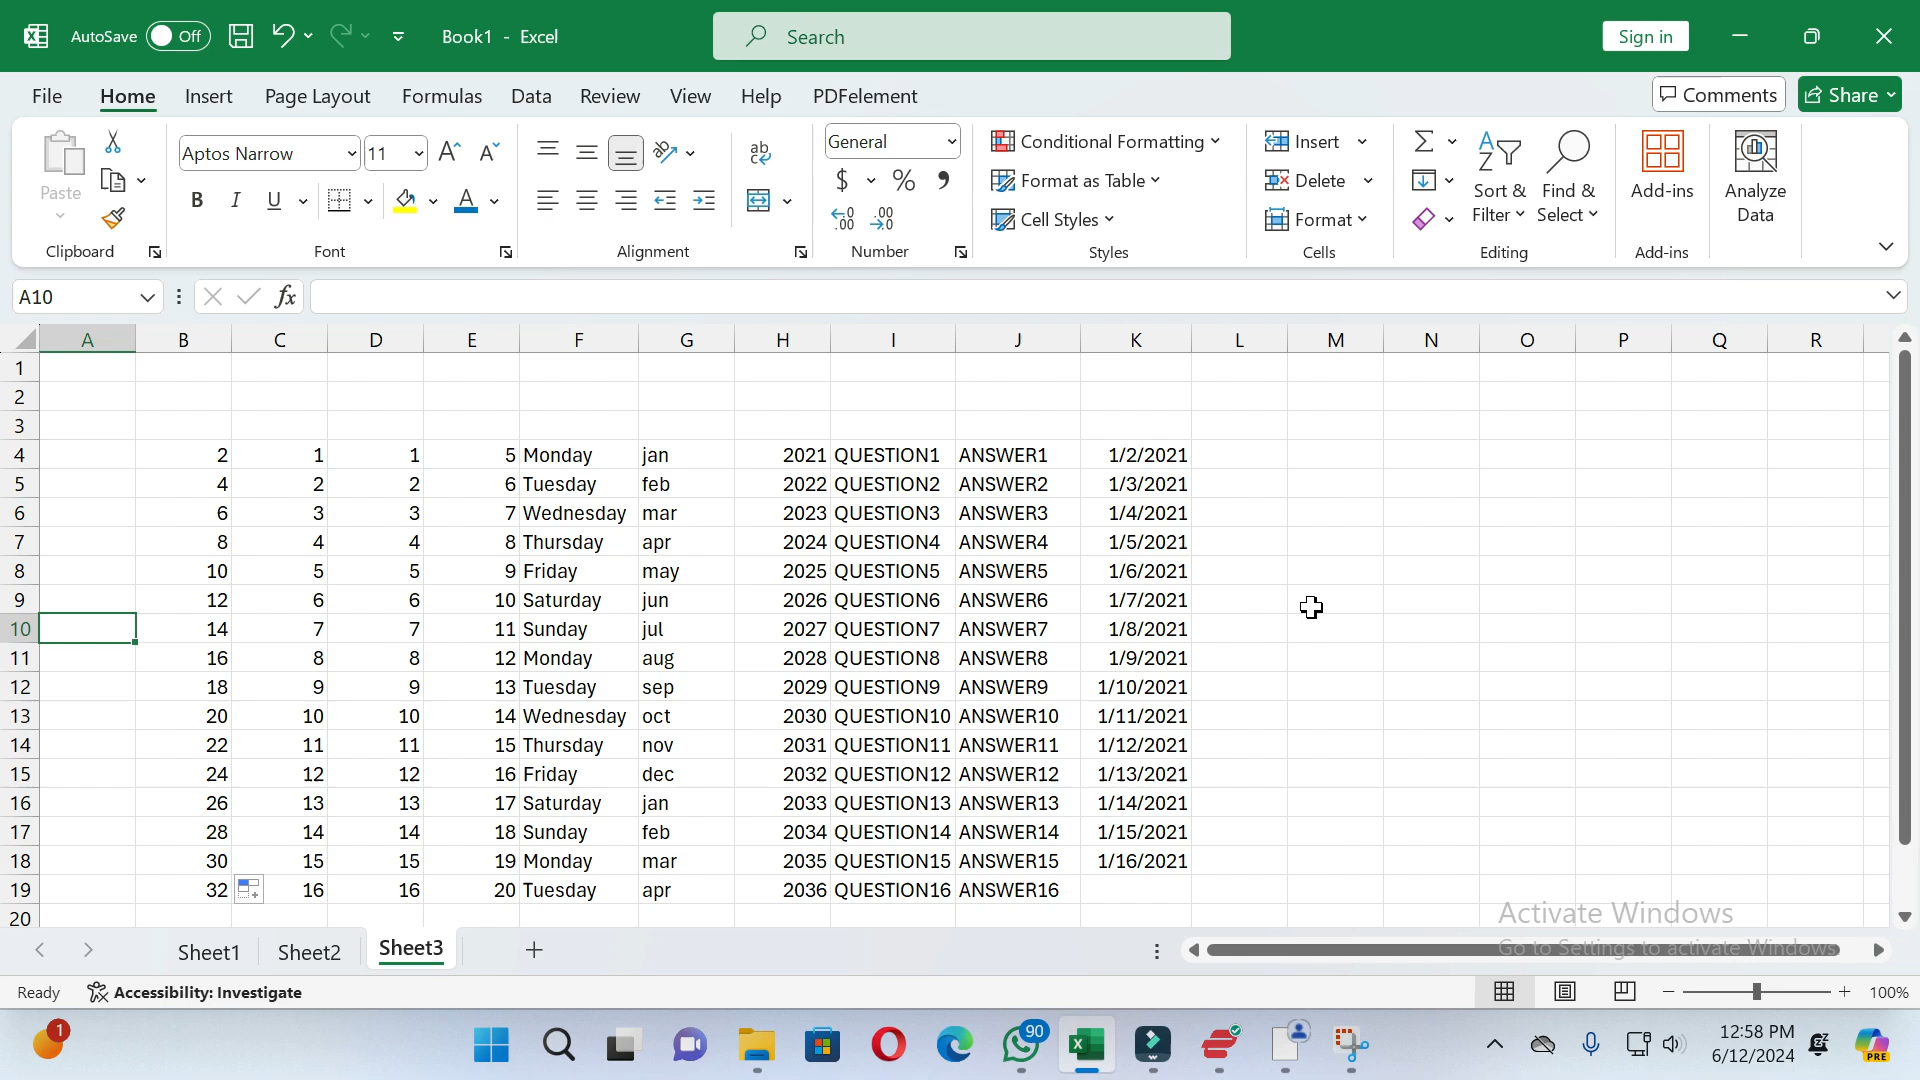 AutoSave Off Book1 - Excel Search Sign in
File Home Insert Page Layout Formulas Data Review View Help PDFelement Comments Share
Paste Aptos Narrow 11 General Conditional Formatting Insert Sort & Find & Add-ins Analyze
B I U ab c $ % , Format as Table Delete Filter Select Data
.00 .00 Cell Styles Format
Clipboard Font Alignment Number Styles Cells Editing Add-ins
A10 fx
A B C D E F G H I J K L M N O P Q R
1
2
3
4 2 1 1 5 Monday jan 2021 QUESTION1 ANSWER1 1/2/2021
5 4 2 2 6 Tuesday feb 2022 QUESTION2 ANSWER2 1/3/2021
6 6 3 3 7 Wednesday mar 2023 QUESTION3 ANSWER3 1/4/2021
7 8 4 4 8 Thursday apr 2024 QUESTION4 ANSWER4 1/5/2021
8 10 5 5 9 Friday may 2025 QUESTION5 ANSWER5 1/6/2021
9 12 6 6 10 Saturday jun 2026 QUESTION6 ANSWER6 1/7/2021
10 14 7 7 11 Sunday jul 2027 QUESTION7 ANSWER7 1/8/2021
11 16 8 8 12 Monday aug 2028 QUESTION8 ANSWER8 1/9/2021
12 18 9 9 13 Tuesday sep 2029 QUESTION9 ANSWER9 1/10/2021
13 20 10 10 14 Wednesday oct 2030 QUESTION10 ANSWER10 1/11/2021
14 22 11 11 15 Thursday nov 2031 QUESTION11 ANSWER11 1/12/2021
15 24 12 12 16 Friday dec 2032 QUESTION12 ANSWER12 1/13/2021
16 26 13 13 17 Saturday jan 2033 QUESTION13 ANSWER13 1/14/2021
17 28 14 14 18 Sunday feb 2034 QUESTION14 ANSWER14 1/15/2021
18 30 15 15 19 Monday mar 2035 QUESTION15 ANSWER15 1/16/2021
19 32 16 16 20 Tuesday apr 2036 QUESTION16 ANSWER16
20
Activate Windows
Go to Settings to activate Windows.
Sheet1 Sheet2 Sheet3
Ready Accessibility: Investigate 100%
1 90 12:58 PM
6/12/2024 PRE